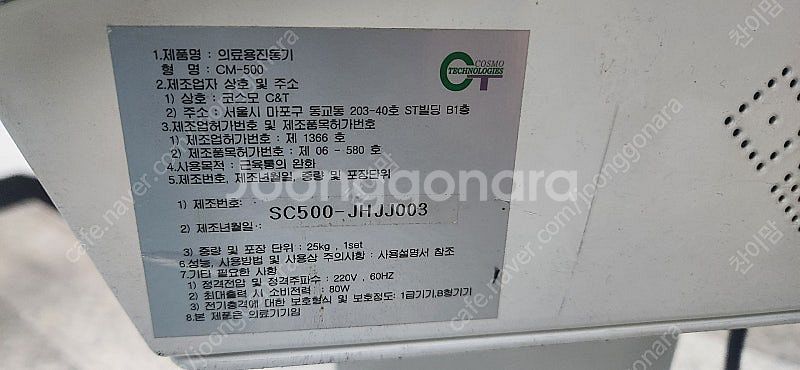 1.제품명 : 의료용진동기
형 명 : CM-500
2.제조업자 상호 및 주소
1) 상호 : 코스모 C&T
2) 주소 : 서울시 마포구 동교동 203-40호 ST빌딩 B1층
3.제조업허가번호 및 제조품목허가번호
1) 제조업허가번호 : 제 1366 호
2) 제조품목허가번호 : 제 06 - 580 호
4.사용목적 : 근육통의 완화
5.제조번호, 제조년월일, 중량 및 포장단위
1) 제조번호 :
SC500-JHJJ003
2) 제조년월일 :
3) 중량 및 포장 단위 : 25kg , 1set
6.성능, 사용방법 및 사용상 주의사항 : 사용설명서 참조
7.기타 필요한 사항
1) 정격전압 및 정격주파수 : 220V , 60HZ
2) 최대출력 시 소비전력 : 80W
3) 전기충격에 대한 보호형식 및 보호정도: 1급기기,B형기기
8.본 제품은 의료기기임
COSMO
TECHNOLOGIES
CT
Joonggonara
cafe.naver.com/joonggonara
참이맘